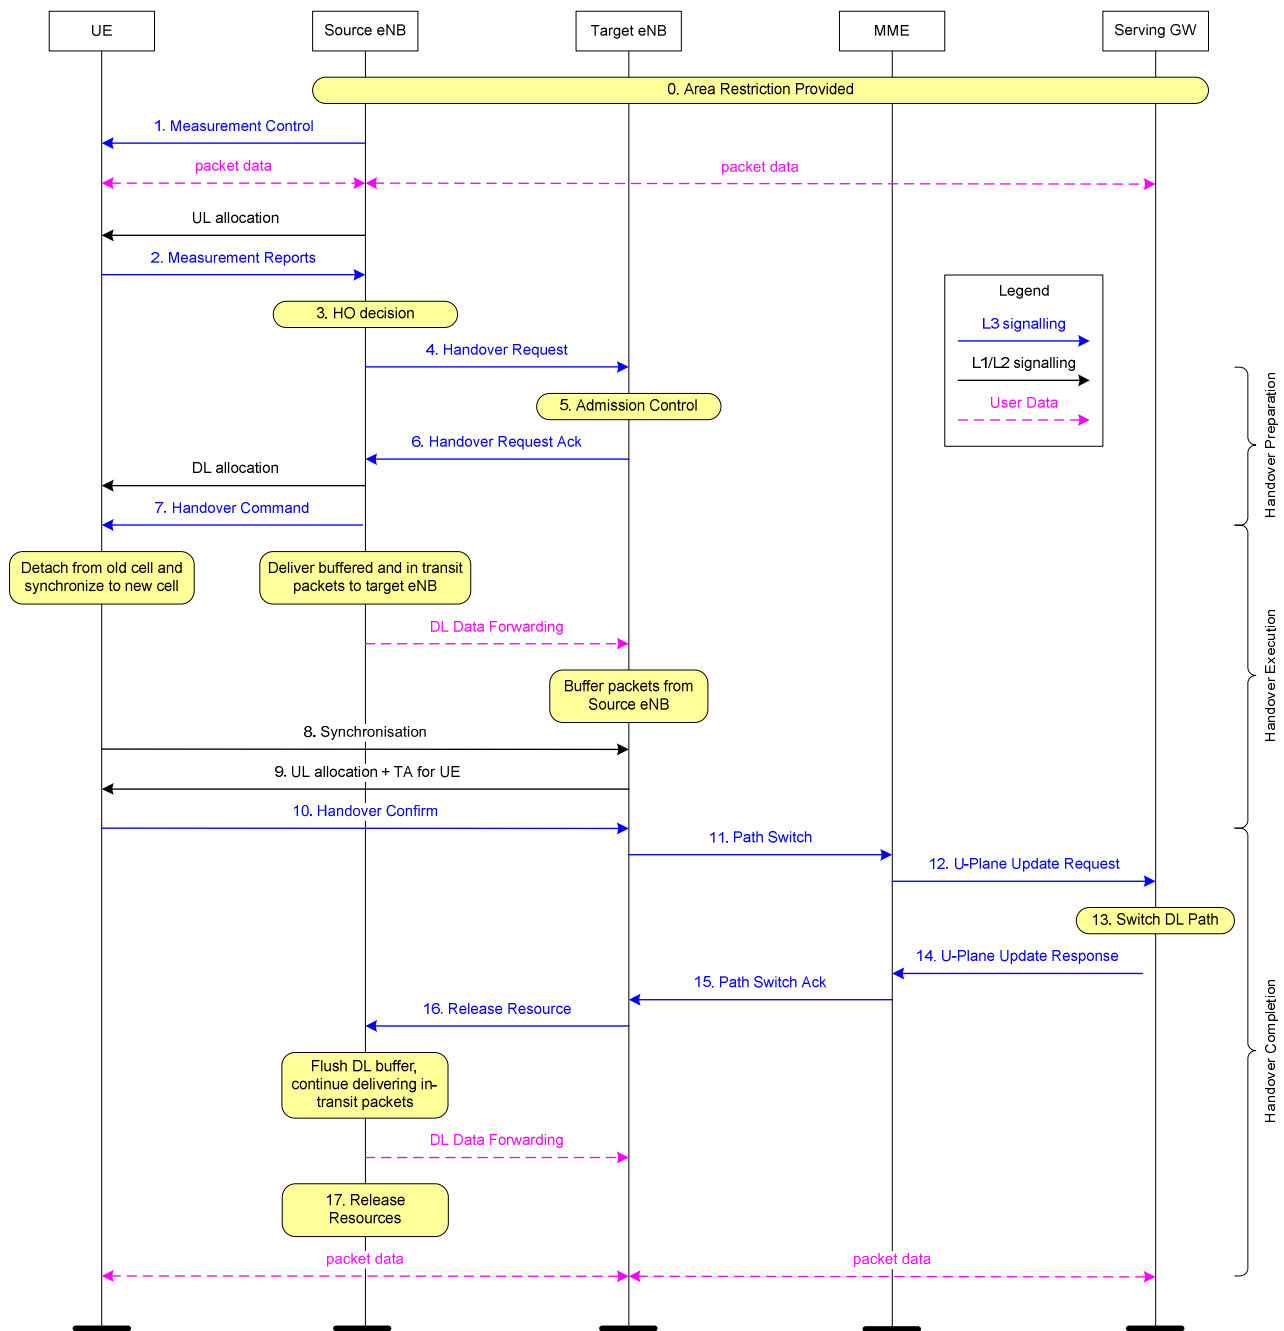 UE
Source eNB
Target eNB
MME
Serving GW
0. Area Restriction Provided
1. Measurement Control
packet data
packet data
UL allocation
2. Measurement Reports
3. HO decision
Legend
L3 signalling
L1/L2 signalling
User Data
4. Handover Request
5. Admission Control
6. Handover Request Ack
DL allocation
7. Handover Command
Handover Preparation
Detach from old cell and
synchronize to new cell
Deliver buffered and in transit
packets to target eNB
DL Data Forwarding
Buffer packets from
Source eNB
8. Synchronisation
9. UL allocation + TA for UE
10. Handover Confirm
Handover Execution
11. Path Switch
12. U-Plane Update Request
13. Switch DL Path
14. U-Plane Update Response
15. Path Switch Ack
16. Release Resource
Flush DL buffer,
continue delivering in-
transit packets
DL Data Forwarding
17. Release
Resources
packet data
packet data
Handover Completion